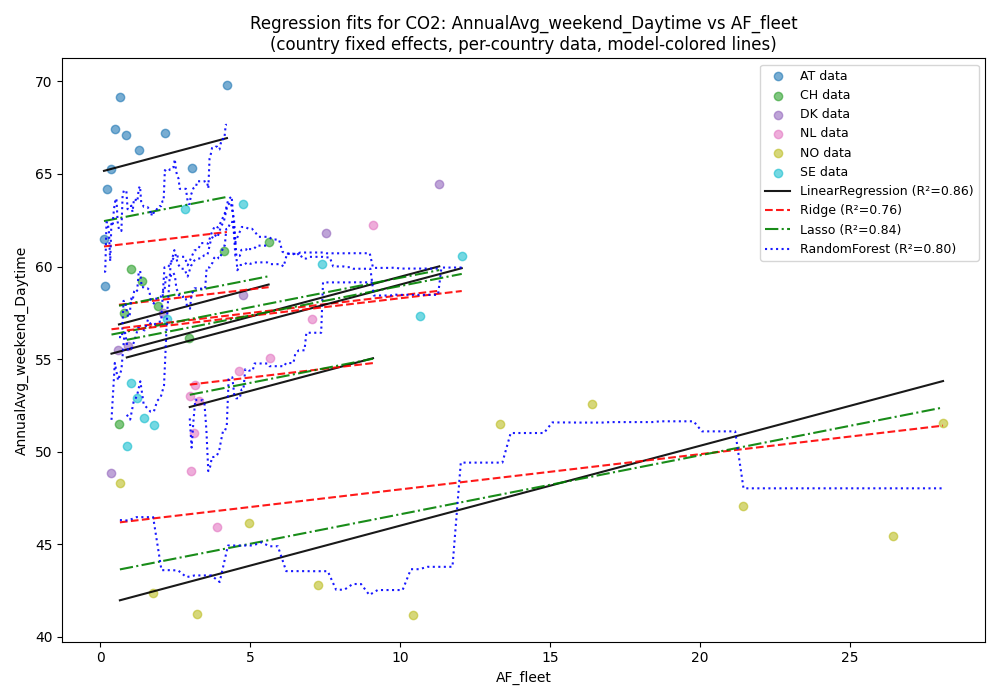 Regression fits for CO2: AnnualAvg_weekend_Daytime vs AF_fleet
(country fixed effects, per-country data, model-colored lines)
AT data
CH data
DK data
NL data
NO data
SE data
LinearRegression (R²=0.86)
Ridge (R²=0.76)
Lasso (R²=0.84)
RandomForest (R²=0.80)
AnnualAvg_weekend_Daytime
70
65
60
55
50
45
40
0 5 10 15 20 25
AF_fleet